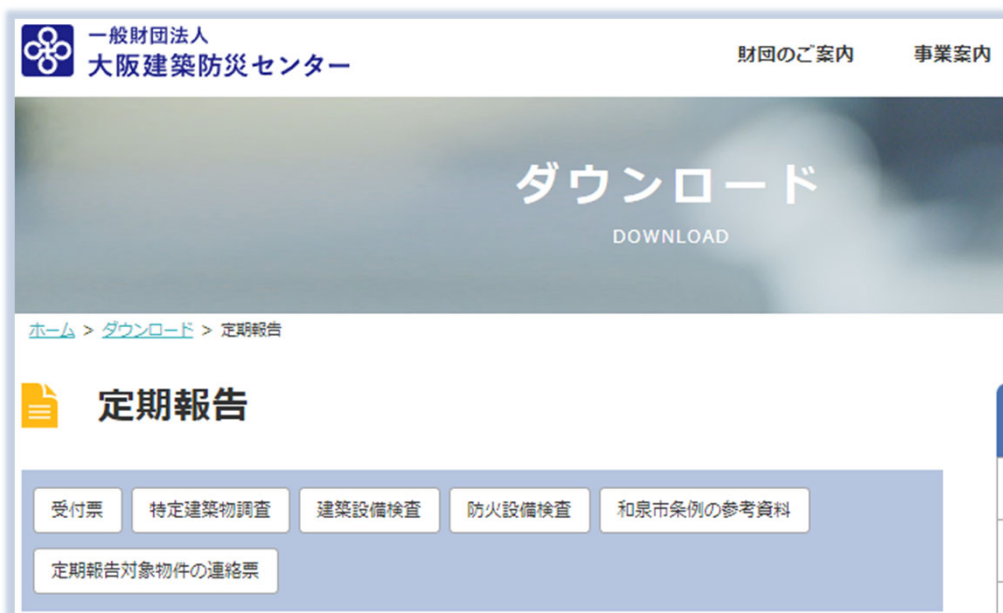 一般財団法人
大阪建築防災センター
財団のご案内 事業案内
ダウンロード
DOWNLOAD
ホーム > ダウンロード > 定期報告
定期報告
受付票 特定建築物調査 建築設備検査 防火設備検査 和泉市条例の参考資料
定期報告対象物件の連絡票